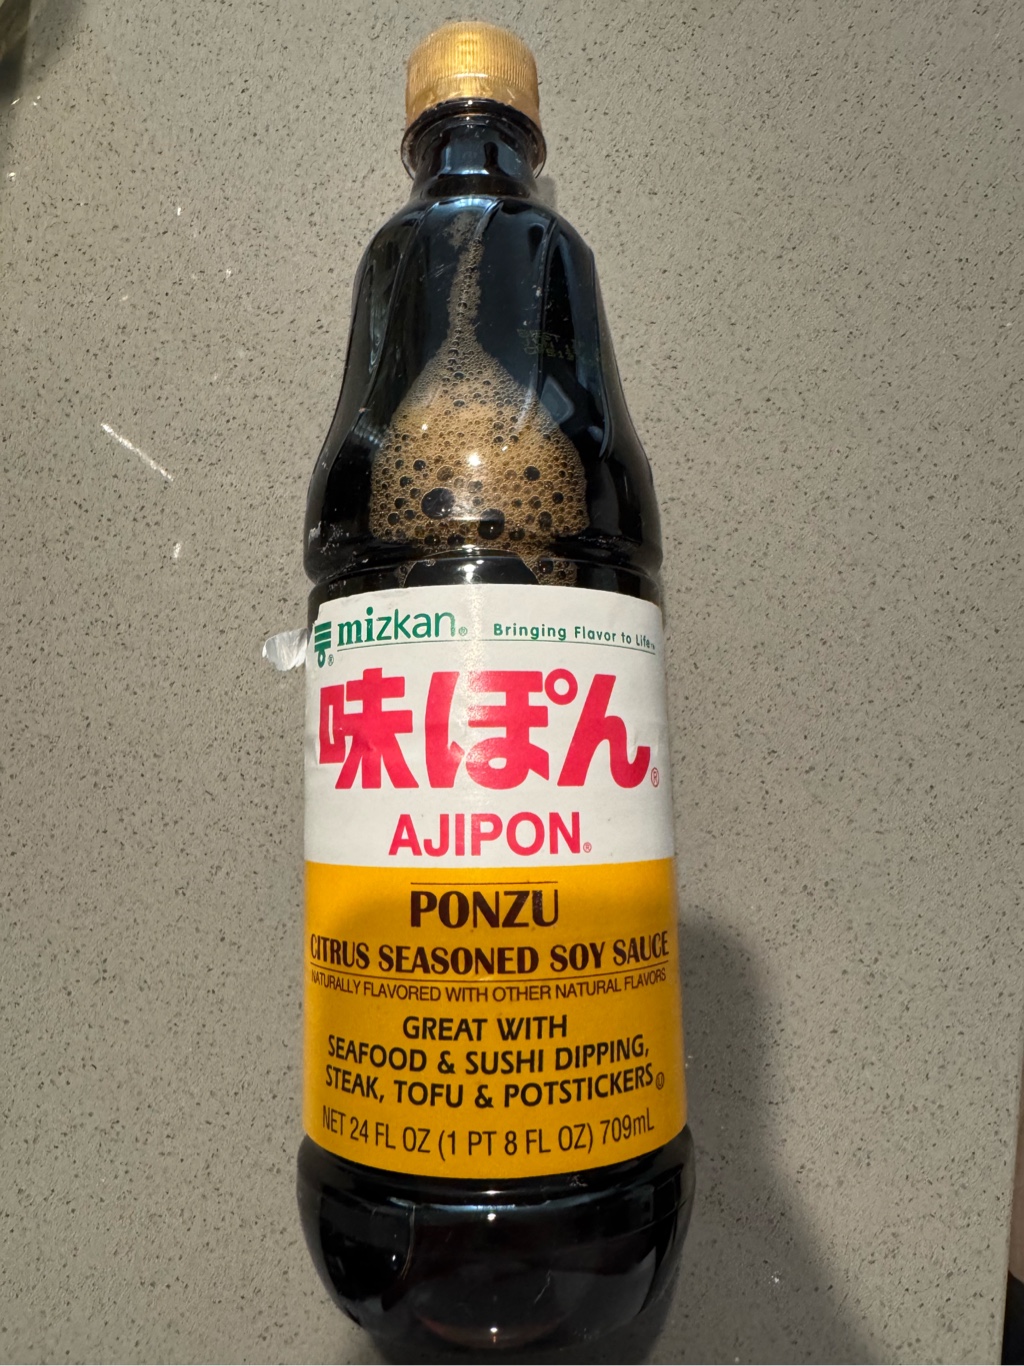 mizkan® Bringing Flavor to Life™
味ぽん®
AJIPON®
PONZU
CITRUS SEASONED SOY SAUCE
NATURALLY FLAVORED WITH OTHER NATURAL FLAVORS
GREAT WITH
SEAFOOD & SUSHI DIPPING,
STEAK, TOFU & POTSTICKERS
NET 24 FL OZ (1 PT 8 FL OZ) 709mL